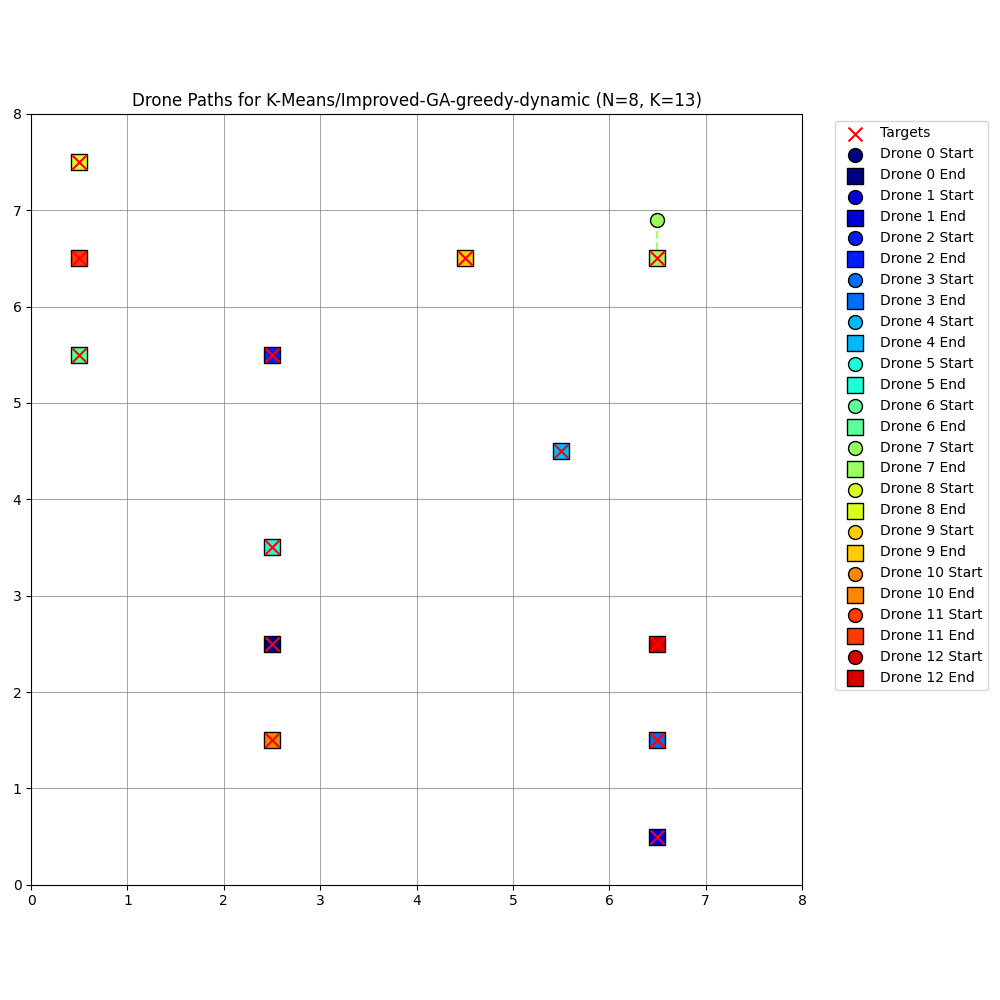 Drone Paths for K-Means/Improved-GA-greedy-dynamic (N=8, K=13)
8
7
6
5
4
3
2
1
0
0 1 2 3 4 5 6 7 8
Targets
Drone 0 Start
Drone 0 End
Drone 1 Start
Drone 1 End
Drone 2 Start
Drone 2 End
Drone 3 Start
Drone 3 End
Drone 4 Start
Drone 4 End
Drone 5 Start
Drone 5 End
Drone 6 Start
Drone 6 End
Drone 7 Start
Drone 7 End
Drone 8 Start
Drone 8 End
Drone 9 Start
Drone 9 End
Drone 10 Start
Drone 10 End
Drone 11 Start
Drone 11 End
Drone 12 Start
Drone 12 End